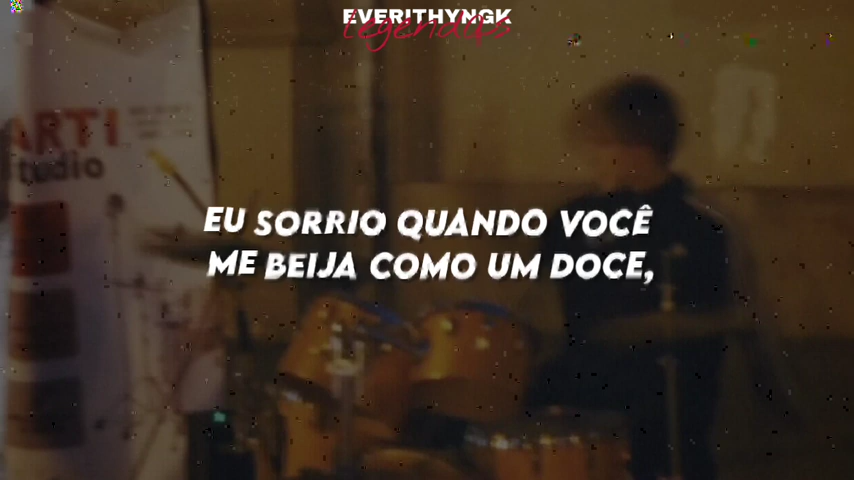 EVERITHYNGK
legendas
ARTI
tudio
EU SORRIO QUANDO VOCÊ
ME BEIJA COMO UM DOCE,